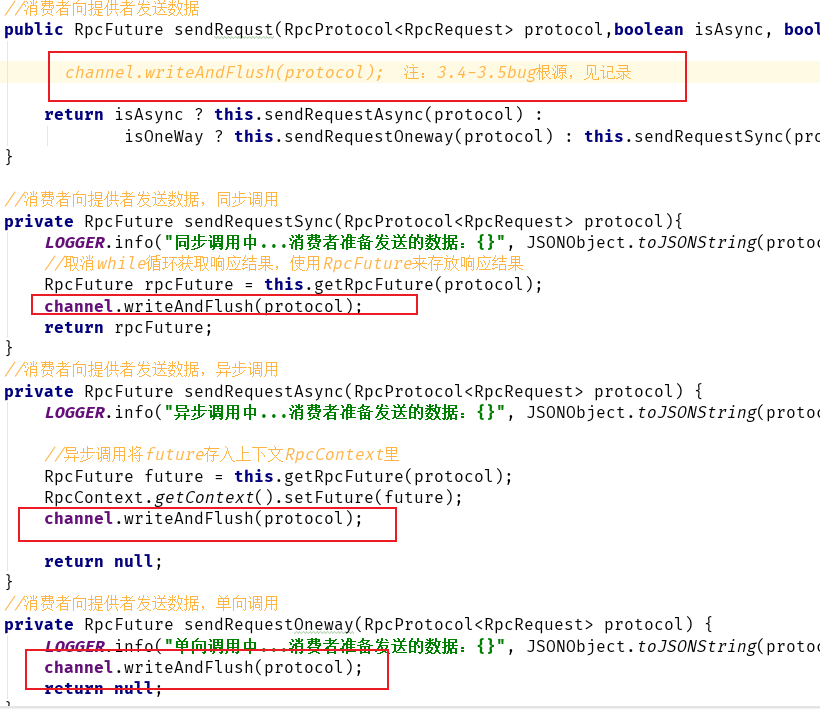 //消费者向提供者发送数据
public RpcFuture sendRequst(RpcProtocol<RpcRequest> protocol,boolean isAsync, bool
channel.writeAndFlush(protocol); 注：3.4-3.5bug根源，见记录
return isAsync ? this.sendRequestAsync(protocol) :
isOneWay ? this.sendRequestOneway(protocol) : this.sendRequestSync(pro
}
//消费者向提供者发送数据，同步调用
private RpcFuture sendRequestSync(RpcProtocol<RpcRequest> protocol){
LOGGER.info("同步调用中...消费者准备发送的数据：{}", JSONObject.toJSONString(protoc
//取消while循环获取响应结果，使用RpcFuture来存放响应结果
RpcFuture rpcFuture = this.getRpcFuture(protocol);
channel.writeAndFlush(protocol);
return rpcFuture;
}
//消费者向提供者发送数据，异步调用
private RpcFuture sendRequestAsync(RpcProtocol<RpcRequest> protocol) {
LOGGER.info("异步调用中...消费者准备发送的数据：{}", JSONObject.toJSONString(protoc
//异步调用将future存入上下文RpcContext里
RpcFuture future = this.getRpcFuture(protocol);
RpcContext.getContext().setFuture(future);
channel.writeAndFlush(protocol);
return null;
}
//消费者向提供者发送数据，单向调用
private RpcFuture sendRequestOneway(RpcProtocol<RpcRequest> protocol) {
LOGGER.info("单向调用中...消费者准备发送的数据：{}", JSONObject.toJSONString(protoc
channel.writeAndFlush(protocol);
return null;
}